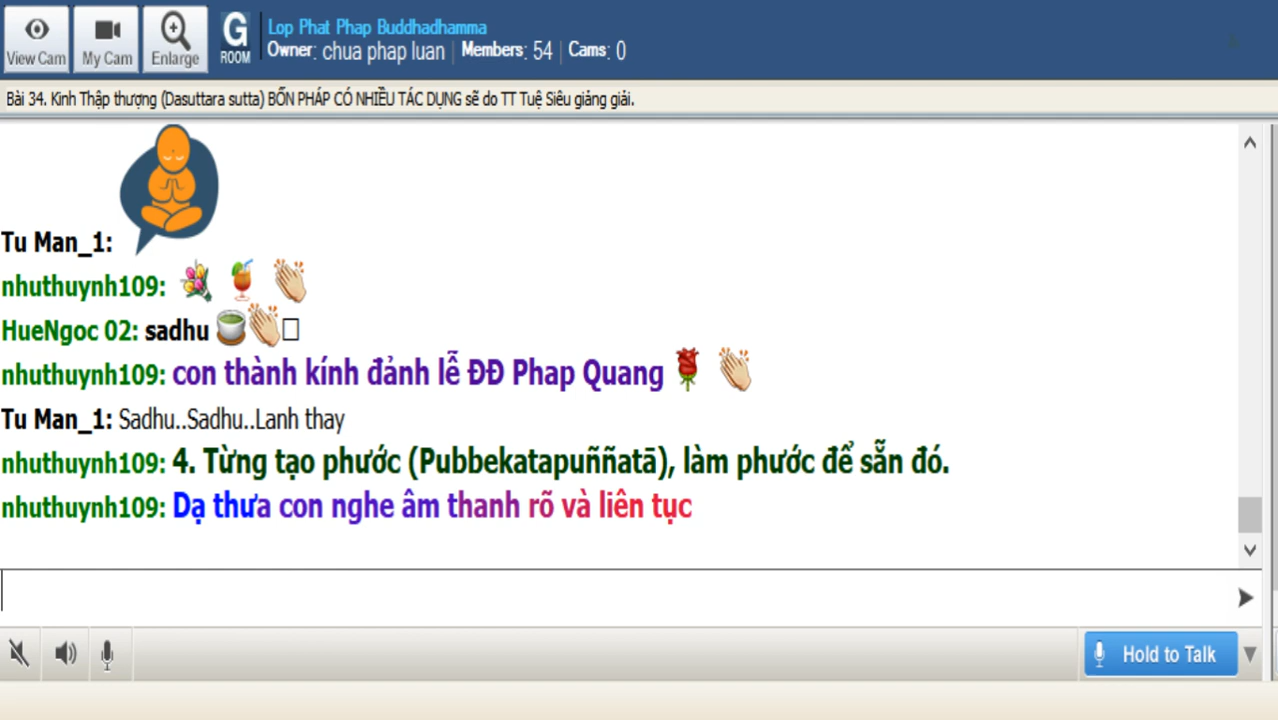 View Cam
My Cam
Enlarge
G
ROOM
Lop Phat Phap Buddhadhamma
Owner: chua phap luan | Members: 54 | Cams: 0
Bài 34. Kinh Thập thượng (Dasuttara sutta) BỐN PHÁP CÓ NHIỀU TÁC DỤNG sẽ do TT Tuệ Siêu giảng giải.
Tu Man_1:
nhuthuynh109:
HueNgoc 02: sadhu
nhuthuynh109: con thành kính đảnh lễ ĐĐ Phap Quang
Tu Man_1: Sadhu..Sadhu..Lanh thay
nhuthuynh109: 4. Từng tạo phước (Pubbekatapuññatā), làm phước để sẵn đó.
nhuthuynh109: Dạ thưa con nghe âm thanh rõ và liên tục
Hold to Talk